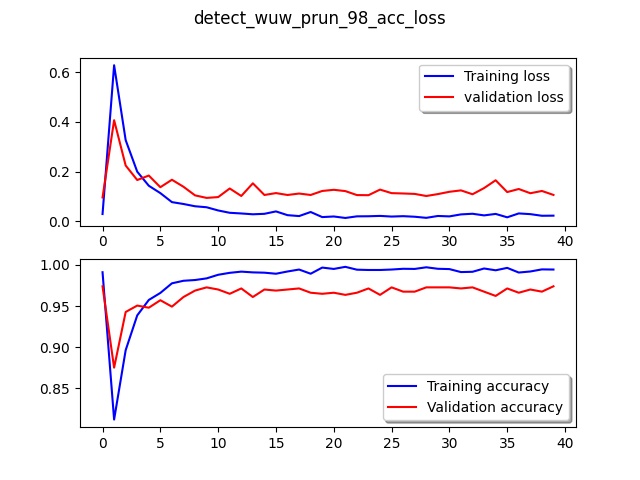 detect_wuw_prun_98_acc_loss
0.6
0.4
0.2
0.0
Training loss
validation loss
0 5 10 15 20 25 30 35 40
1.00
0.95
0.90
0.85
Training accuracy
Validation accuracy
0 5 10 15 20 25 30 35 40